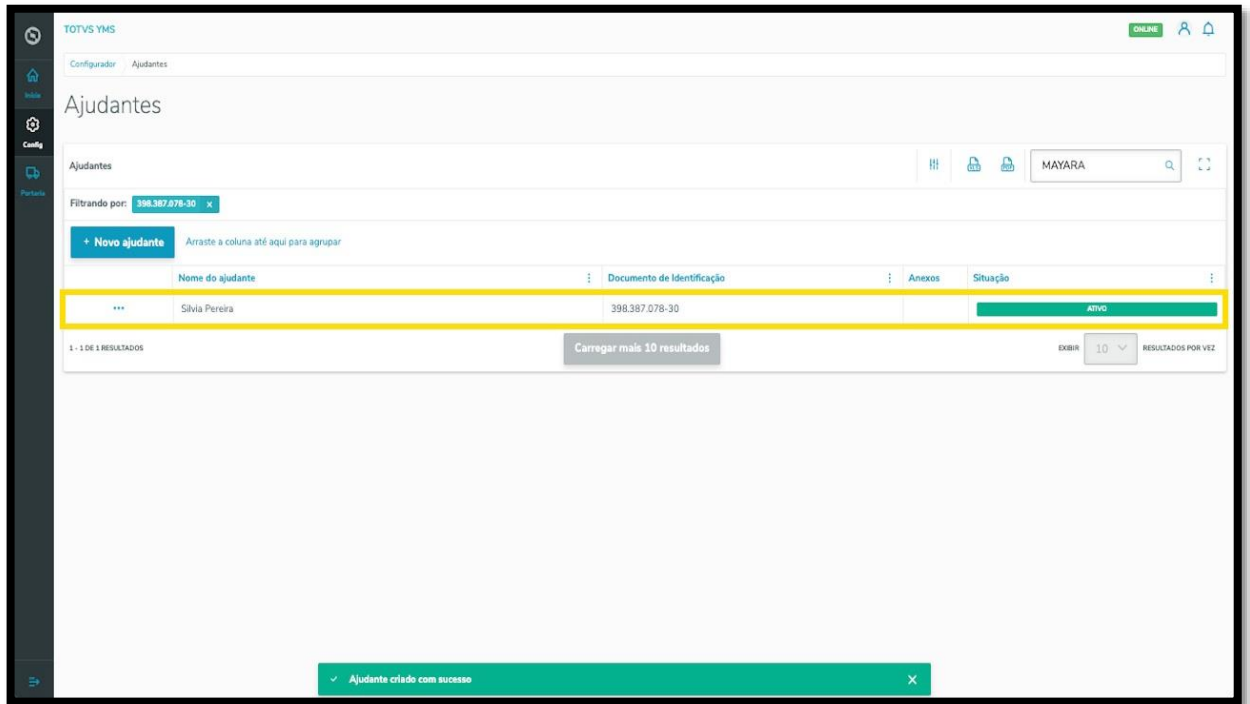 TOTVS YMS
ONLINE
Configurador Ajudantes
Início
Ajudantes
Config
Ajudantes
MAYARA
Portaria
Filtrando por: 398.387.078-30 x
+ Novo ajudante Arraste a coluna até aqui para agrupar
Nome do ajudante Documento de Identificação Anexos Situação
Silvia Pereira 398.387.078-30 ATIVO
1 - 1 DE 1 RESULTADOS Carregar mais 10 resultados EXIBIR 10 RESULTADOS POR VEZ
Ajudante criado com sucesso